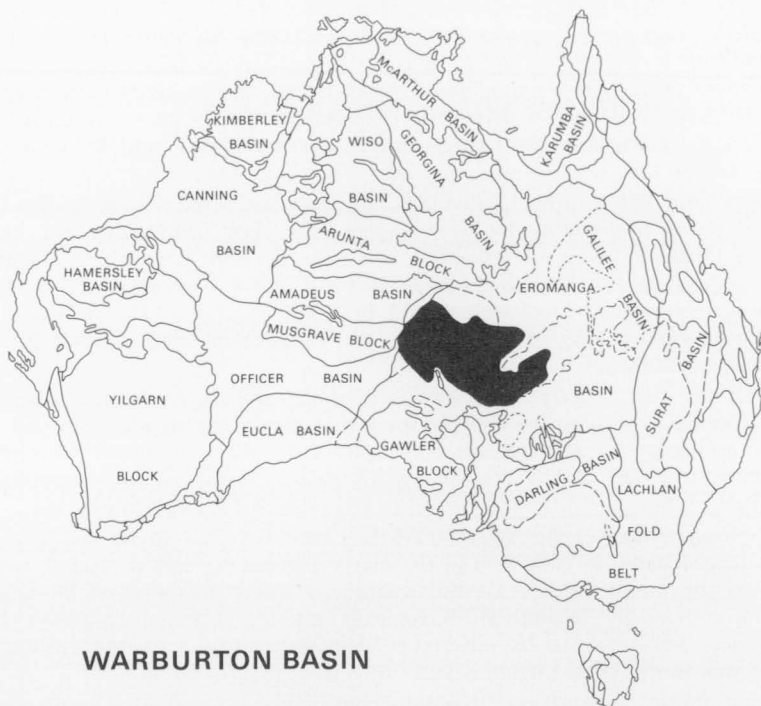 McARTHUR BASIN
KIMBERLEY
BASIN
KARUMBA
BASIN
WISO
BASIN
GEORGINA
BASIN
CANNING
BASIN
GALILEE
BASIN
ARUNTA
BLOCK
HAMERSLEY
BASIN
EROMANGA
BASIN
AMADEUS BASIN
MUSGRAVE BLOCK
YILGARN
BLOCK
OFFICER
BASIN
SURAT
BASIN
EUCLA BASIN
GAWLER
BLOCK
DARLING
BASIN
LACHLAN
FOLD
BELT
WARBURTON BASIN